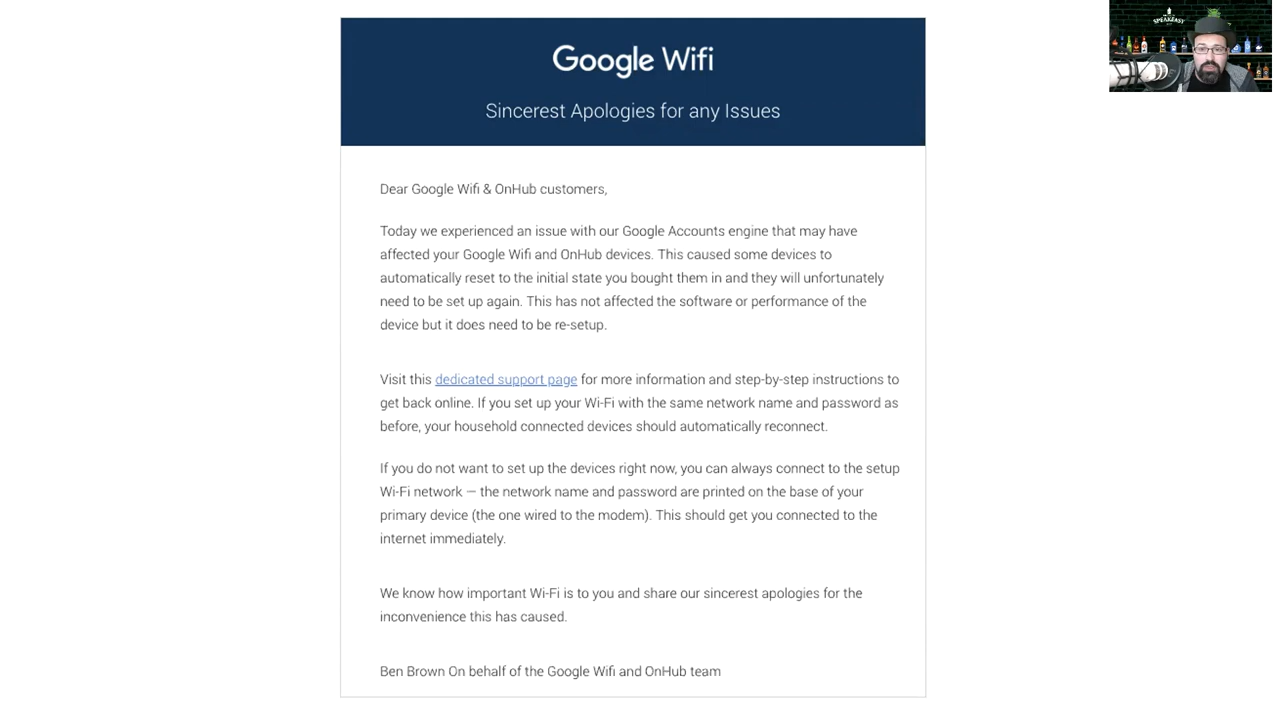 Google Wifi
Sincerest Apologies for any Issues
Dear Google Wifi & OnHub customers,
Today we experienced an issue with our Google Accounts engine that may have
affected your Google Wifi and OnHub devices. This caused some devices to
automatically reset to the initial state you bought them in and they will unfortunately
need to be set up again. This has not affected the software or performance of the
device but it does need to be re-setup.
Visit this dedicated support page for more information and step-by-step instructions to
get back online. If you set up your Wi-Fi with the same network name and password as
before, your household connected devices should automatically reconnect.
If you do not want to set up the devices right now, you can always connect to the setup
Wi-Fi network — the network name and password are printed on the base of your
primary device (the one wired to the modem). This should get you connected to the
internet immediately.
We know how important Wi-Fi is to you and share our sincerest apologies for the
inconvenience this has caused.
Ben Brown On behalf of the Google Wifi and OnHub team
SPEAKEASY